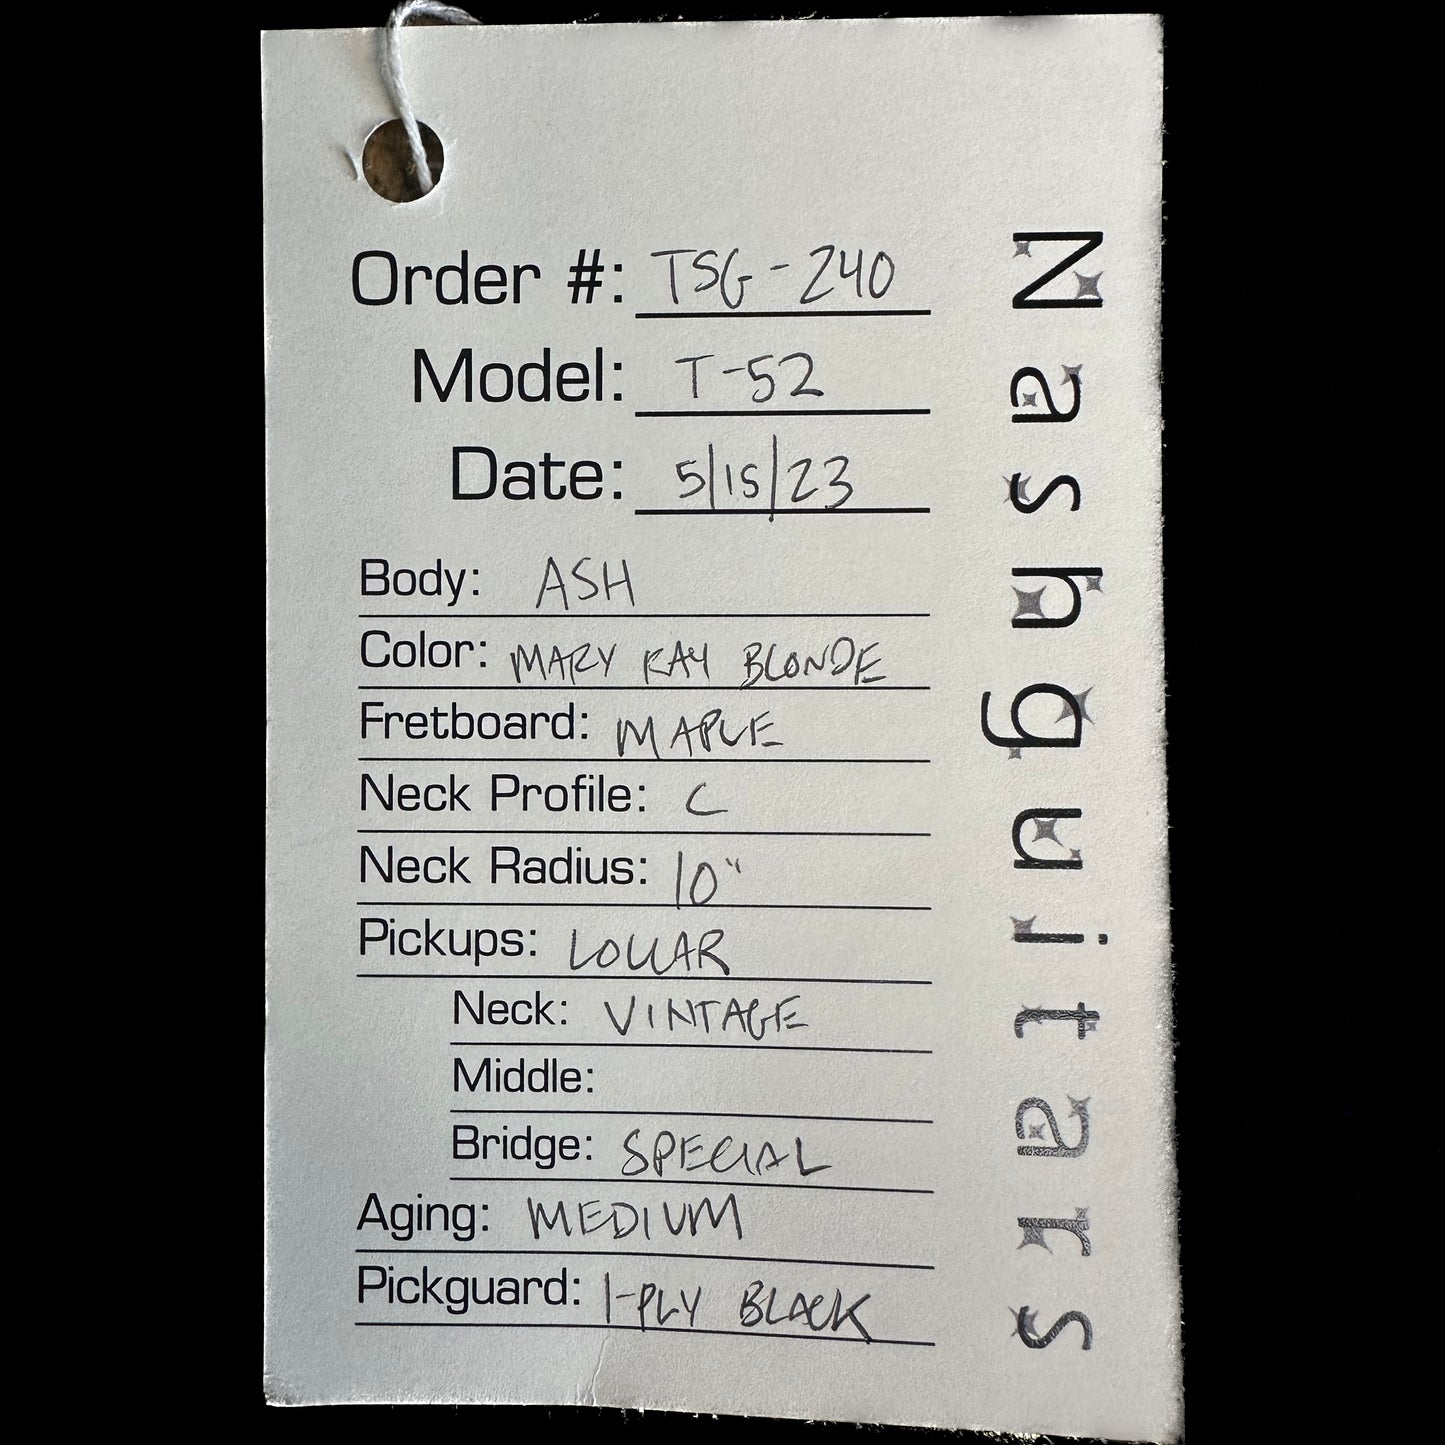 Order #: TSG-240
Model: T-52
Date: 5/15/23
Body: ASH
Color: MARY KAY BLONDE
Fretboard: MAPLE
Neck Profile: C
Neck Radius: 10"
Pickups: LOLLAR
Neck: VINTAGE
Middle:
Bridge: SPECIAL
Aging: MEDIUM
Pickguard: 1-PLY BLACK
Nashguitars